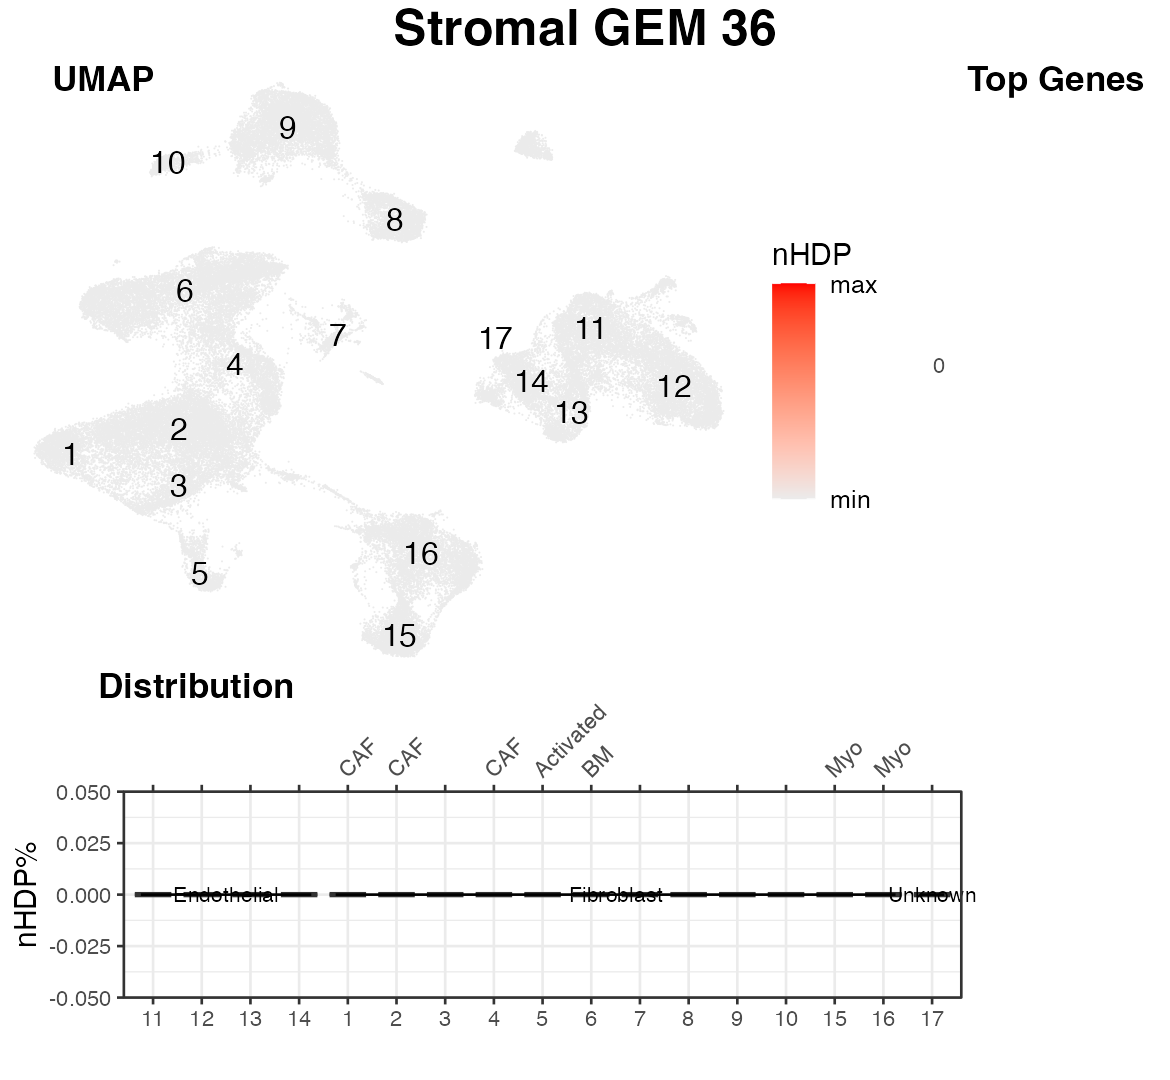 Stromal GEM 36
UMAP
Top Genes
9
10
8
6
7
4
2
1
3
5
16
15
17
11
14
12
13
nHDP
max
min
0
Distribution
CAF
CAF
CAF
Activated
BM
Myo
Myo
nHDP%
0.050
0.025
0.000
-0.025
-0.050
Endothelial
Fibroblast
Unknown
11 12 13 14 1 2 3 4 5 6 7 8 9 10 15 16 17